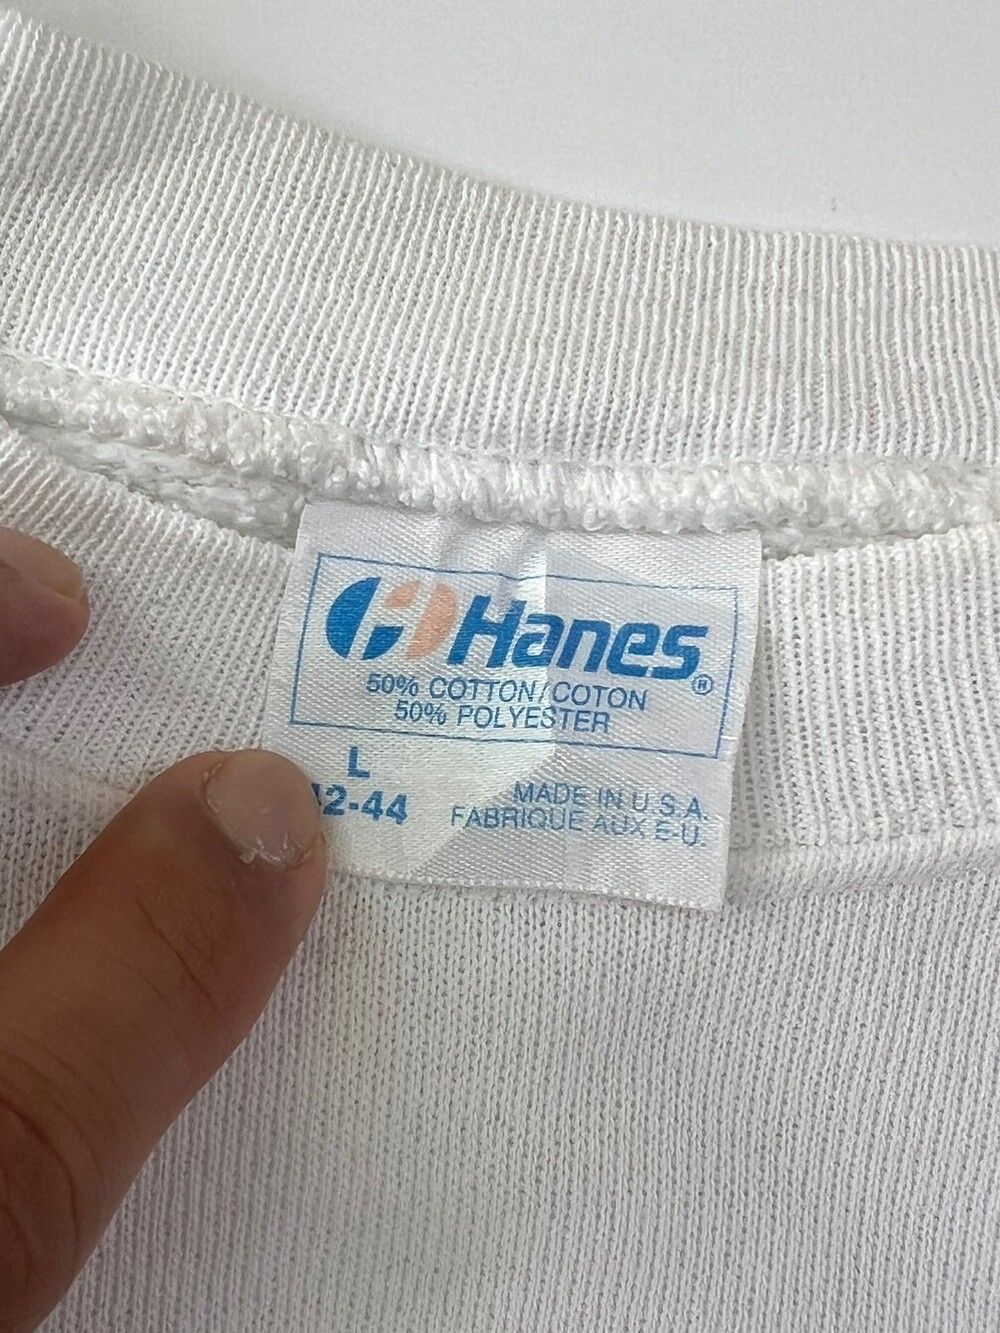 Hanes®
50% COTTON/COTON
50% POLYESTER
L
2-44
MADE IN U.S.A.
FABRIQUE AUX E-U.